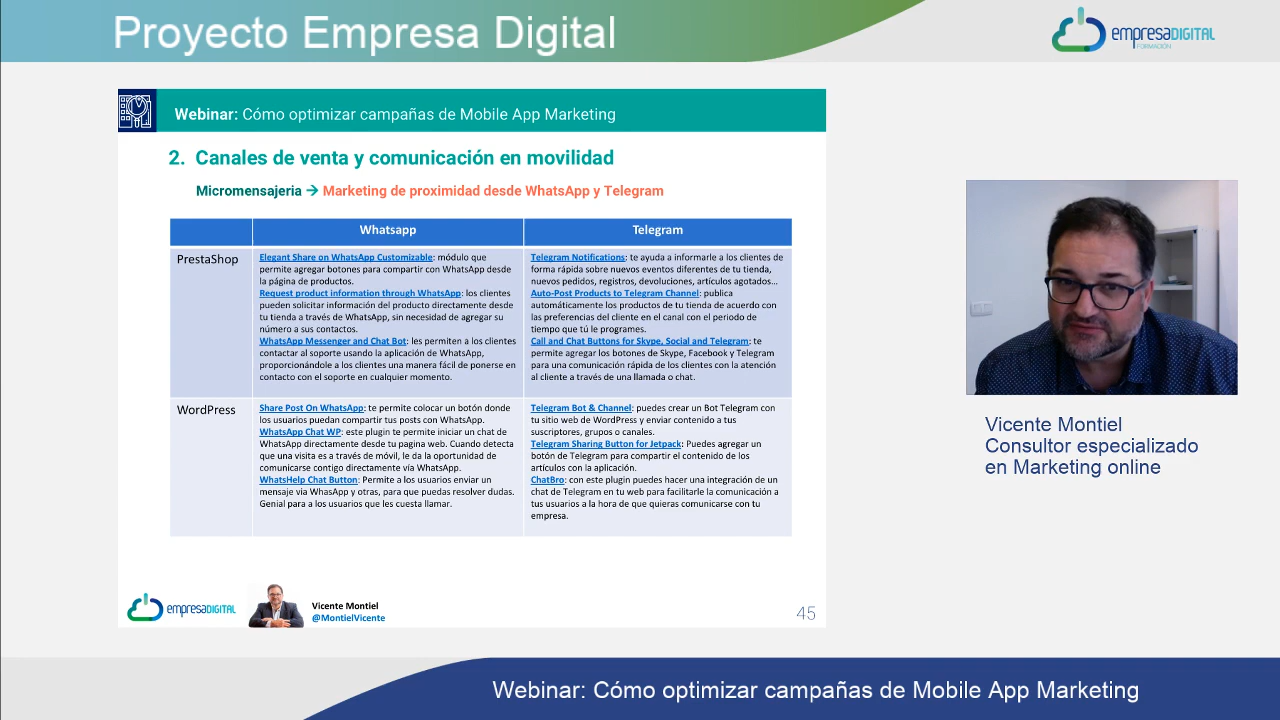 Proyecto Empresa Digital
empresaDIGITAL
FORMACIÓN
Webinar: Cómo optimizar campañas de Mobile App Marketing
2. Canales de venta y comunicación en movilidad
Micromensajeria → Marketing de proximidad desde WhatsApp y Telegram
Whatsapp
Telegram
PrestaShop
Elegant Share on WhatsApp Customizable: módulo que
permite agregar botones para compartir con WhatsApp desde
la página de productos.
Request product information through WhatsApp: los clientes
pueden solicitar información del producto directamente desde
tu tienda a través de WhatsApp, sin necesidad de agregar su
número a sus contactos.
WhatsApp Messenger and Chat Bot: les permiten a los clientes
contactar al soporte usando la aplicación de WhatsApp,
proporcionándole a los clientes una manera fácil de ponerse en
contacto con el soporte en cualquier momento.
Telegram Notifications: te ayuda a informarle a los clientes de
forma rápida sobre nuevos eventos diferentes de tu tienda,
nuevos pedidos, registros, devoluciones, artículos agotados...
Auto-Post Products to Telegram Channel: publica
automáticamente los productos de tu tienda de acuerdo con
las preferencias del cliente en el canal con el periodo de
tiempo que tú le programes.
Call and Chat Buttons for Skype, Social and Telegram: te
permite agregar los botones de Skype, Facebook y Telegram
para una comunicación rápida de los clientes con la atención
al cliente a través de una llamada o chat.
WordPress
Share Post On WhatsApp: te permite colocar un botón donde
los usuarios puedan compartir tus posts con WhatsApp.
WhatsApp Chat WP: este plugin te permite iniciar un chat de
WhatsApp directamente desde tu pagina web. Cuando detecta
que una visita es a través de móvil, le da la oportunidad de
comunicarse contigo directamente vía WhatsApp.
WhatsHelp Chat Button: Permite a los usuarios enviar un
mensaje via WhasApp y otras, para que puedas resolver dudas.
Genial para a los usuarios que les cuesta llamar.
Telegram Bot & Channel: puedes crear un Bot Telegram con
tu sitio web de WordPress y enviar contenido a tus
suscriptores, grupos o canales.
Telegram Sharing Button for Jetpack: Puedes agregar un
botón de Telegram para compartir el contenido de los
artículos con la aplicación.
ChatBro: con este plugin puedes hacer una integración de un
chat de Telegram en tu web para facilitarle la comunicación a
tus usuarios a la hora de que quieras comunicarse con tu
empresa.
Vicente Montiel
Consultor especializado
en Marketing online
empresaDIGITAL
Vicente Montiel
@MontielVicente
45
Webinar: Cómo optimizar campañas de Mobile App Marketing